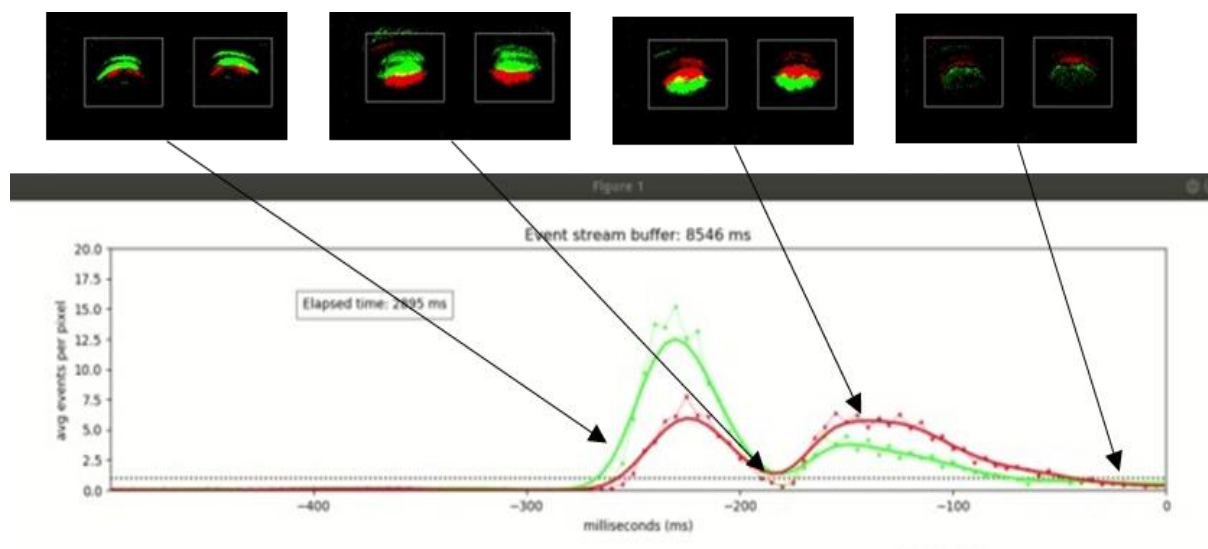 Figure 1
Event stream buffer: 8546 ms
Elapsed time: 2895 ms
avg events per pixel
20.0
17.5
15.0
12.5
10.0
7.5
5.0
2.5
0.0
−400
−300
−200
−100
0
milliseconds (ms)